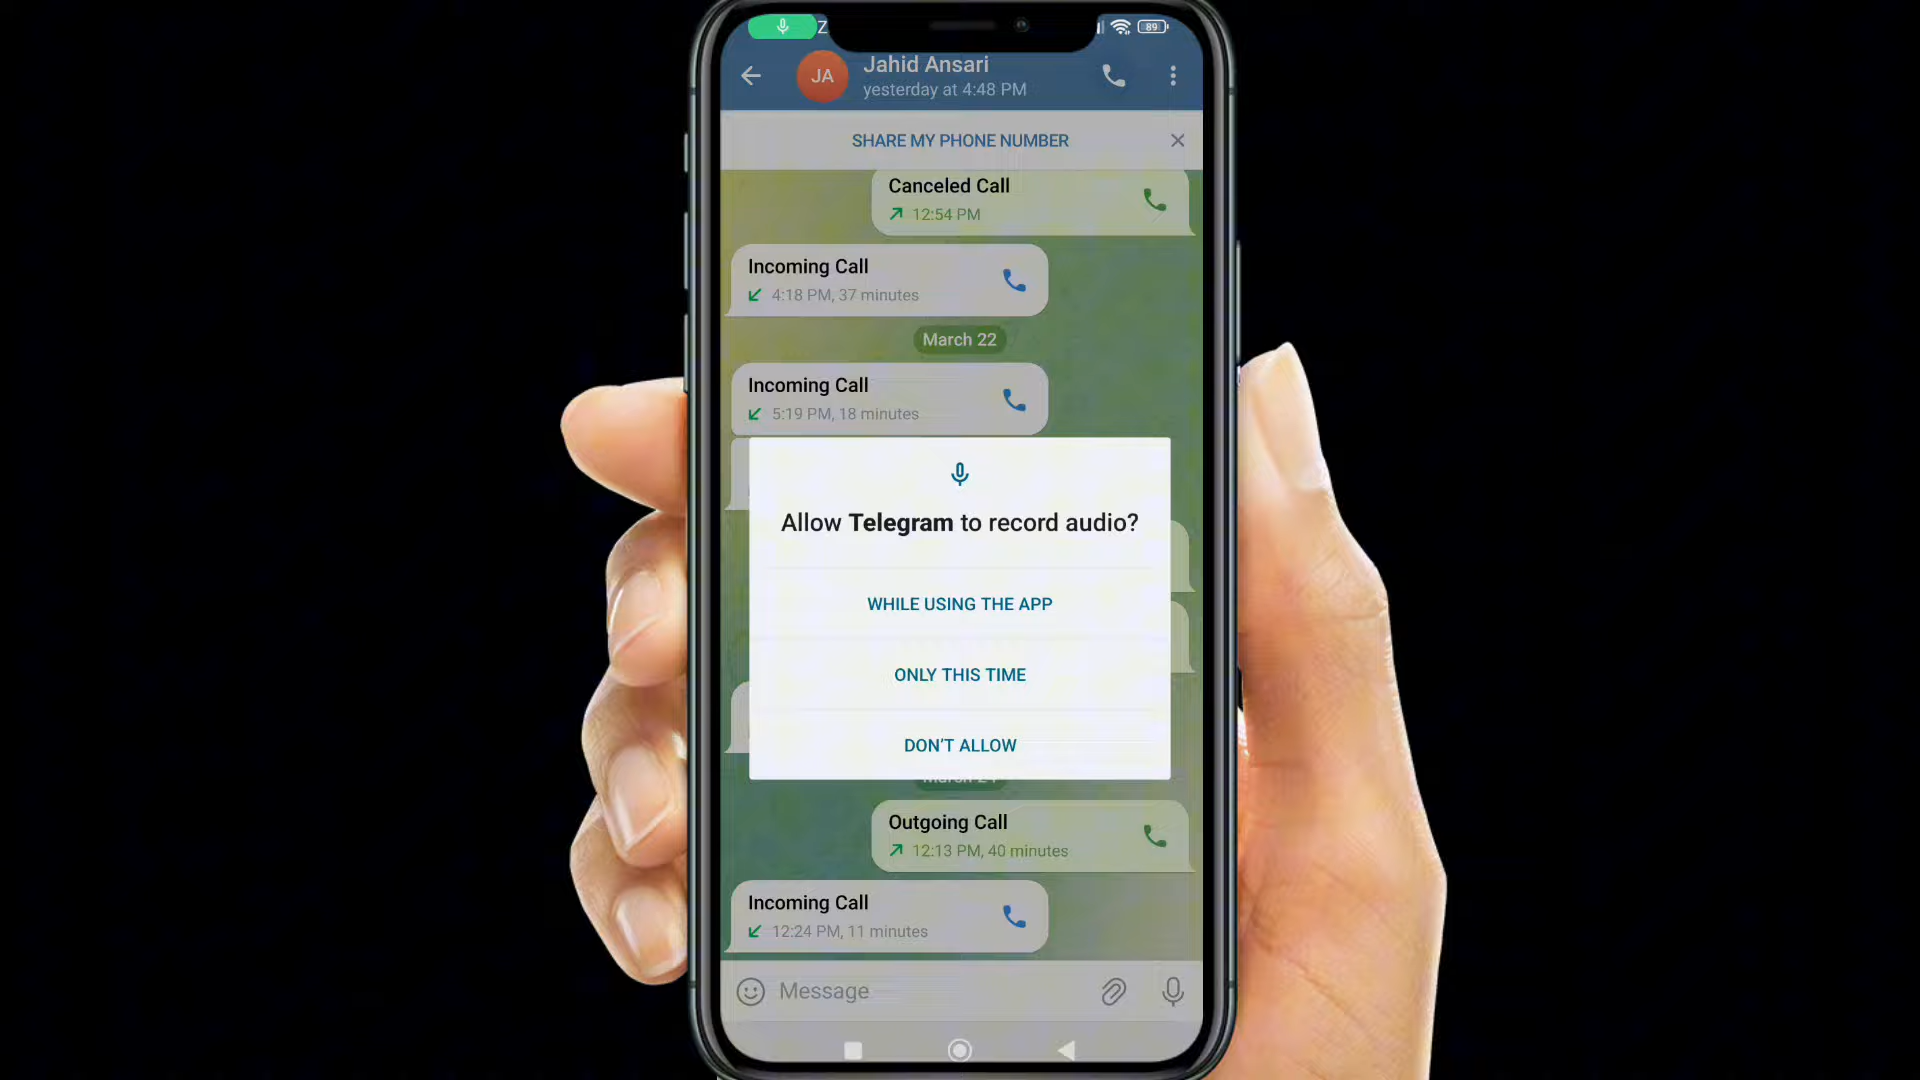 Z
89
JA
Jahid Ansari
yesterday at 4:48 PM
SHARE MY PHONE NUMBER
Canceled Call
12:54 PM
Incoming Call
4:18 PM, 37 minutes
March 22
Incoming Call
5:19 PM, 18 minutes
Allow Telegram to record audio?
WHILE USING THE APP
ONLY THIS TIME
DON'T ALLOW
Outgoing Call
12:13 PM, 40 minutes
Incoming Call
12:24 PM, 11 minutes
Message